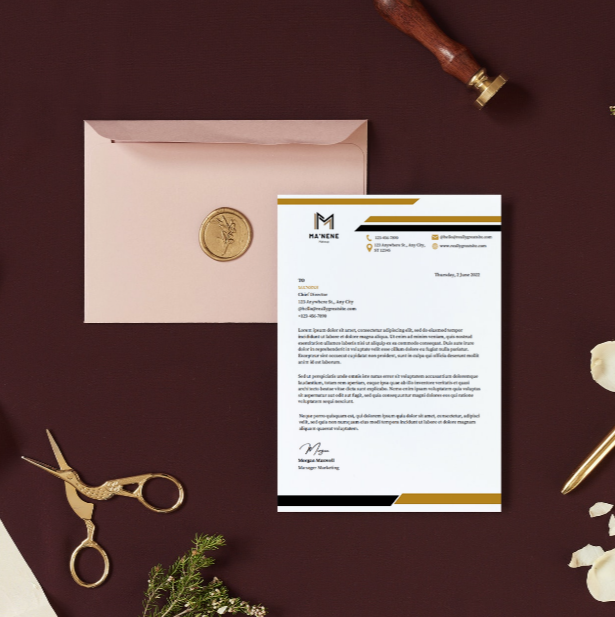 MA'NENE
123-456-7890
@hello@reallygreatsite.com
123 Anywhere St., Any City,
ST 12345
www.reallygreatsite.com
Thursday, 2 June 2022
TO
Chief Director
123 Anywhere St., Any City
@hello@reallygreatsite.com
+123-456-7890
Lorem ipsum dolor sit amet, consectetur adipiscing elit, sed do eiusmod tempor
incididunt ut labore et dolore magna aliqua. Ut enim ad minim veniam, quis nostrud
exercitation ullamco laboris nisi ut aliquip ex ea commodo consequat. Duis aute irure
dolor in reprehenderit in voluptate velit esse cillum dolore eu fugiat nulla pariatur.
Excepteur sint occaecat cupidatat non proident, sunt in culpa qui officia deserunt mollit
anim id est laborum.
Sed ut perspiciatis unde omnis iste natus error sit voluptatem accusantium doloremque
laudantium, totam rem aperiam, eaque ipsa quae ab illo inventore veritatis et quasi
architecto beatae vitae dicta sunt explicabo. Nemo enim ipsam voluptatem quia voluptas
sit aspernatur aut odit aut fugit, sed quia consequuntur magni dolores eos qui ratione
voluptatem sequi nesciunt.
Neque porro quisquam est, qui dolorem ipsum quia dolor sit amet, consectetur, adipisci
velit, sed quia non numquam eius modi tempora incidunt ut labore et dolore magnam
aliquam quaerat voluptatem.
Morgan Maxwell
Manager Marketing